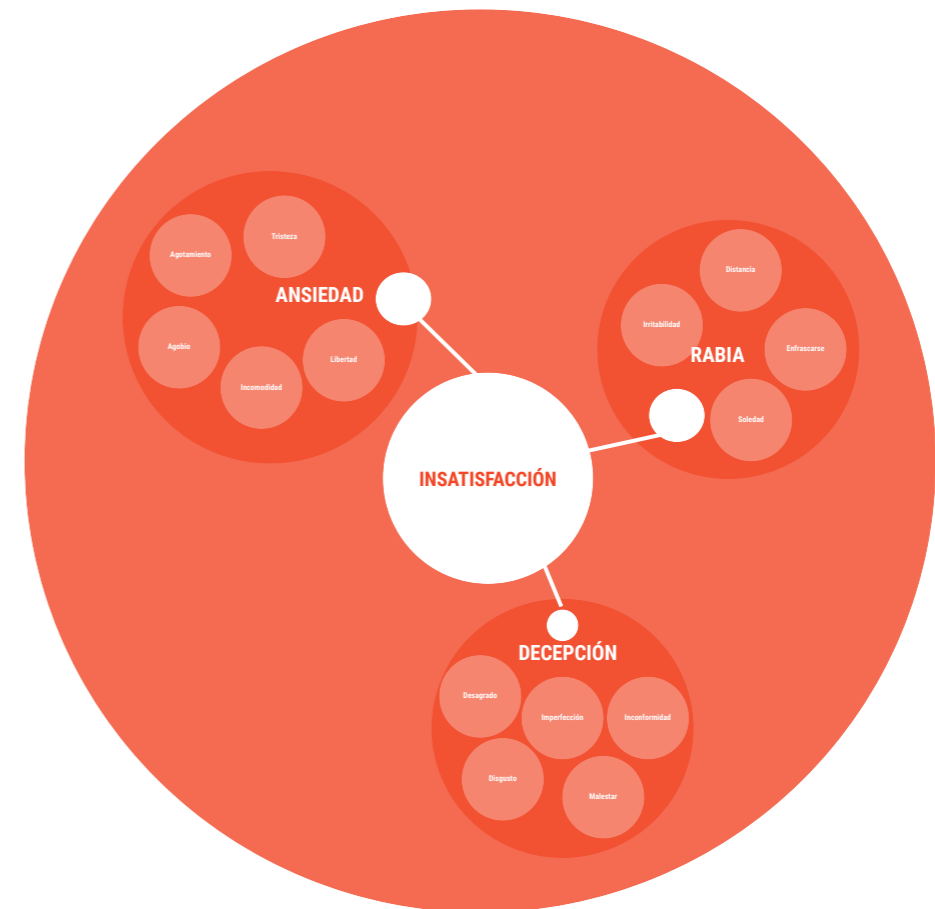 Tristeza
Agotamiento
ANSIEDAD
Agobio
Libertad
Incomodidad
Distancia
Irritabilidad
RABIA
Enfrascarse
Soledad
INSATISFACCIÓN
DECEPCIÓN
Desagrado
Imperfección
Inconformidad
Disgusto
Malestar